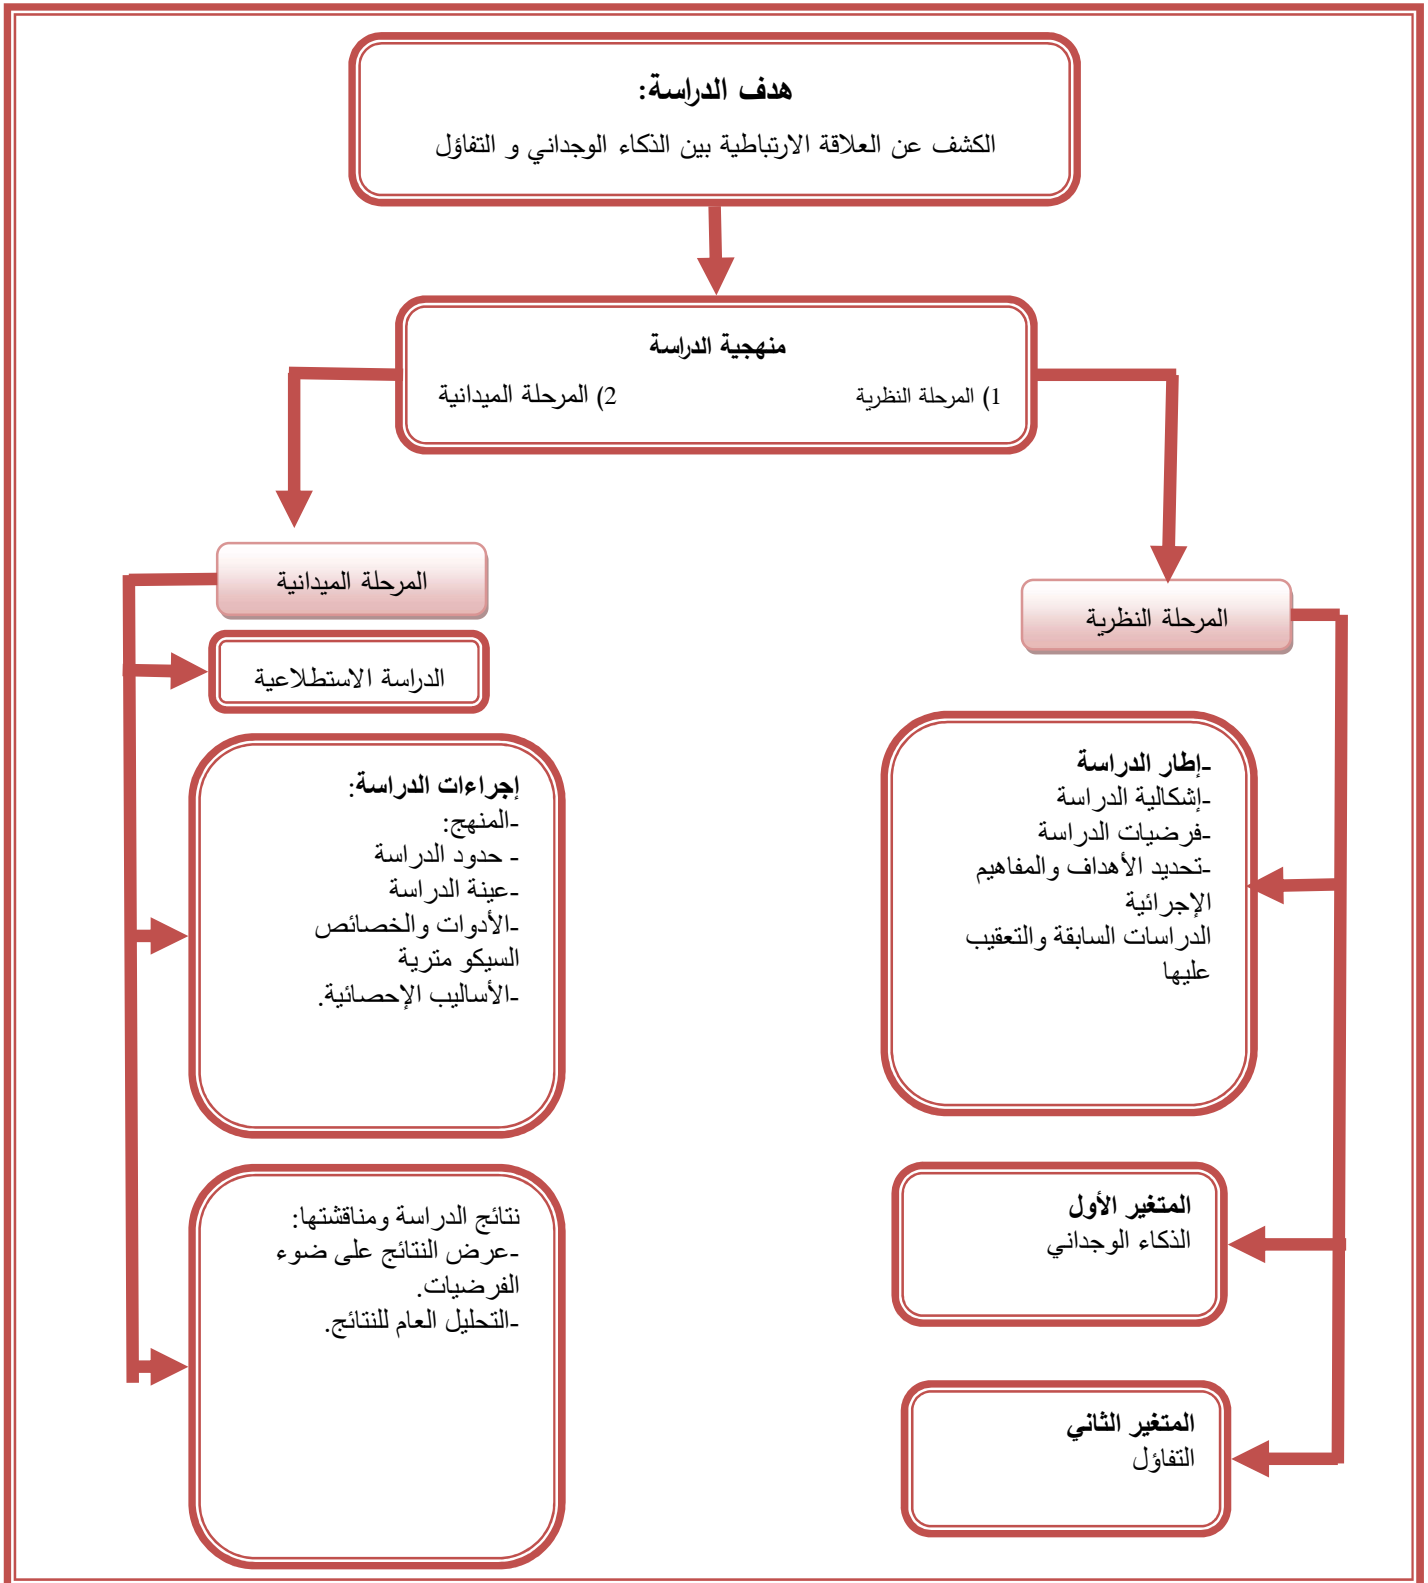 هدف الدراسة:
الكشف عن العلاقة الارتباطية بين الذكاء الوجداني و التفاؤل
منهجية الدراسة
1) المرحلة النظرية
2) المرحلة الميدانية
المرحلة النظرية
-إطار الدراسة
-إشكالية الدراسة
-فرضيات الدراسة
-تحديد الأهداف والمفاهيم
الإجرائية
الدراسات السابقة والتعقيب
عليها
المتغير الأول
الذكاء الوجداني
المتغير الثاني
التفاؤل
المرحلة الميدانية
الدراسة الاستطلاعية
إجراءات الدراسة:
-المنهج:
- حدود الدراسة
-عينة الدراسة
-الأدوات والخصائص
السيكو مترية
-الأساليب الإحصائية.
نتائج الدراسة ومناقشتها:
-عرض النتائج على ضوء
الفرضيات.
-التحليل العام للنتائج.